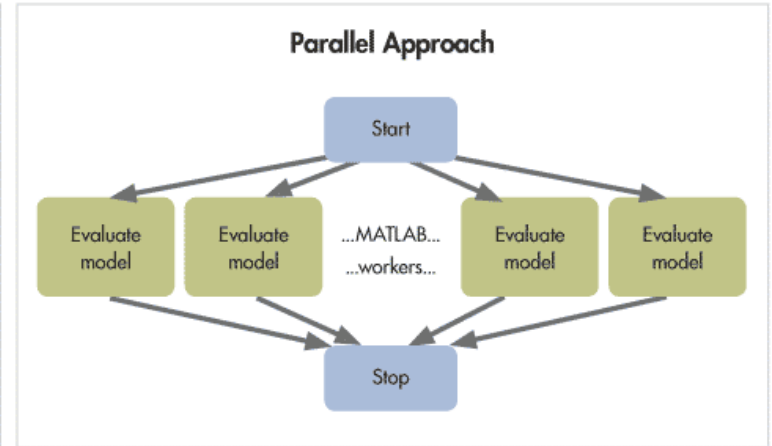 Parallel Approach
Start
Evaluate
model
Evaluate
model
...MATLAB...
...workers...
Evaluate
model
Evaluate
model
Stop